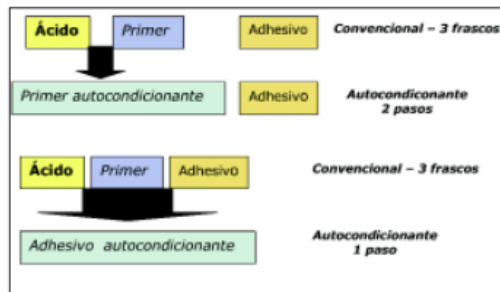 Ácido Primer Adhesivo Convencional – 3 frascos
Primer autocondicionante Adhesivo Autocondiconante
2 pasos
Ácido Primer Adhesivo Convencional – 3 frascos
Adhesivo autocondicionante Autocondicionante
1 paso